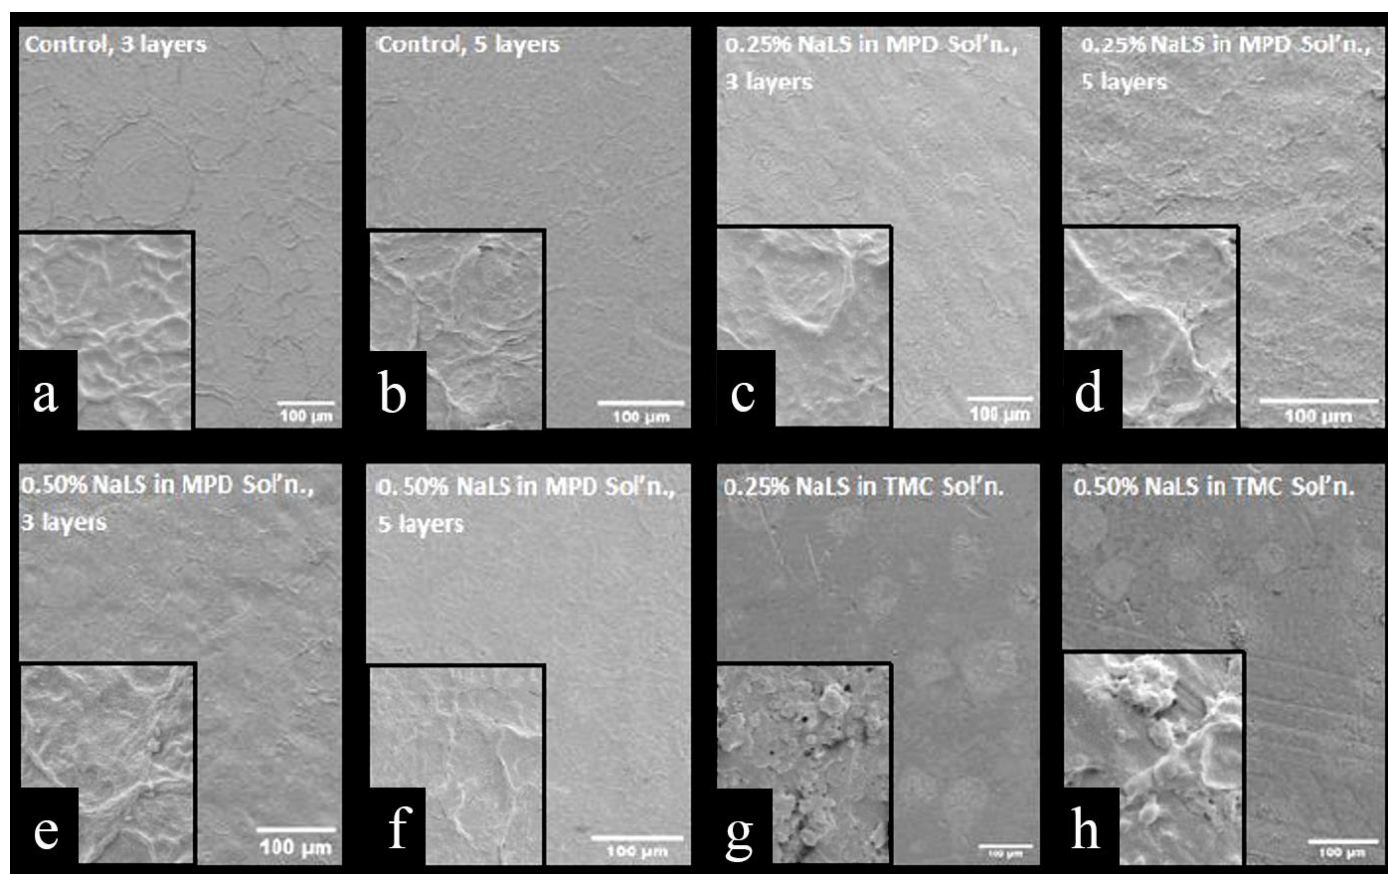 Control, 3 layers
100 μm
a
Control, 5 layers
100 μm
b
0.25% NaLS in MPD Sol'n.,
3 layers
100 μm
c
0.25% NaLS in MPD Sol'n.,
5 layers
100 μm
d
0.50% NaLS in MPD Sol'n.,
3 layers
100 μm
e
0.50% NaLS in MPD Sol'n.,
5 layers
100 μm
f
0.25% NaLS in TMC Sol'n.
100 μm
g
0.50% NaLS in TMC Sol'n.
100 μm
h